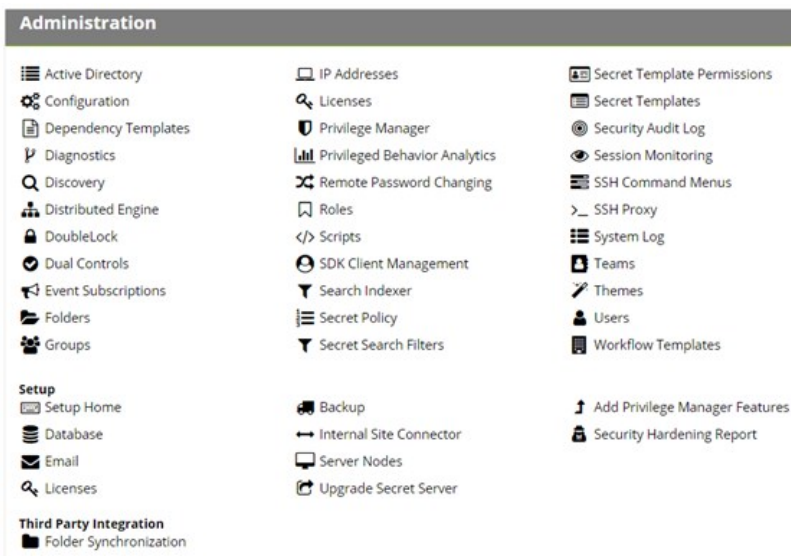 Administration
Active Directory
Configuration
Dependency Templates
Diagnostics
Discovery
Distributed Engine
DoubleLock
Dual Controls
Event Subscriptions
Folders
Groups
IP Addresses
Licenses
Privilege Manager
Privileged Behavior Analytics
Remote Password Changing
Roles
Scripts
SDK Client Management
Search Indexer
Secret Policy
Secret Search Filters
Secret Template Permissions
Secret Templates
Security Audit Log
Session Monitoring
SSH Command Menus
SSH Proxy
System Log
Teams
Themes
Users
Workflow Templates
Setup
Setup Home
Database
Email
Licenses
Backup
Internal Site Connector
Server Nodes
Upgrade Secret Server
Add Privilege Manager Features
Security Hardening Report
Third Party Integration
Folder Synchronization